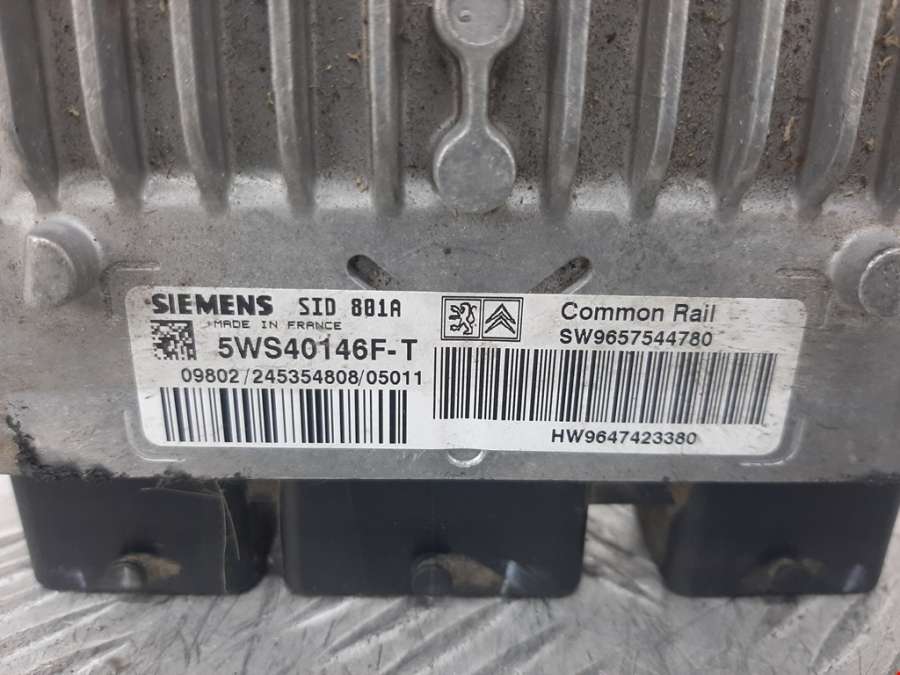 SIEMENS SID 801A
MADE IN FRANCE
5WS40146F-T
09802/245354808/05011
Common Rail
SW9657544780
HW9647423380